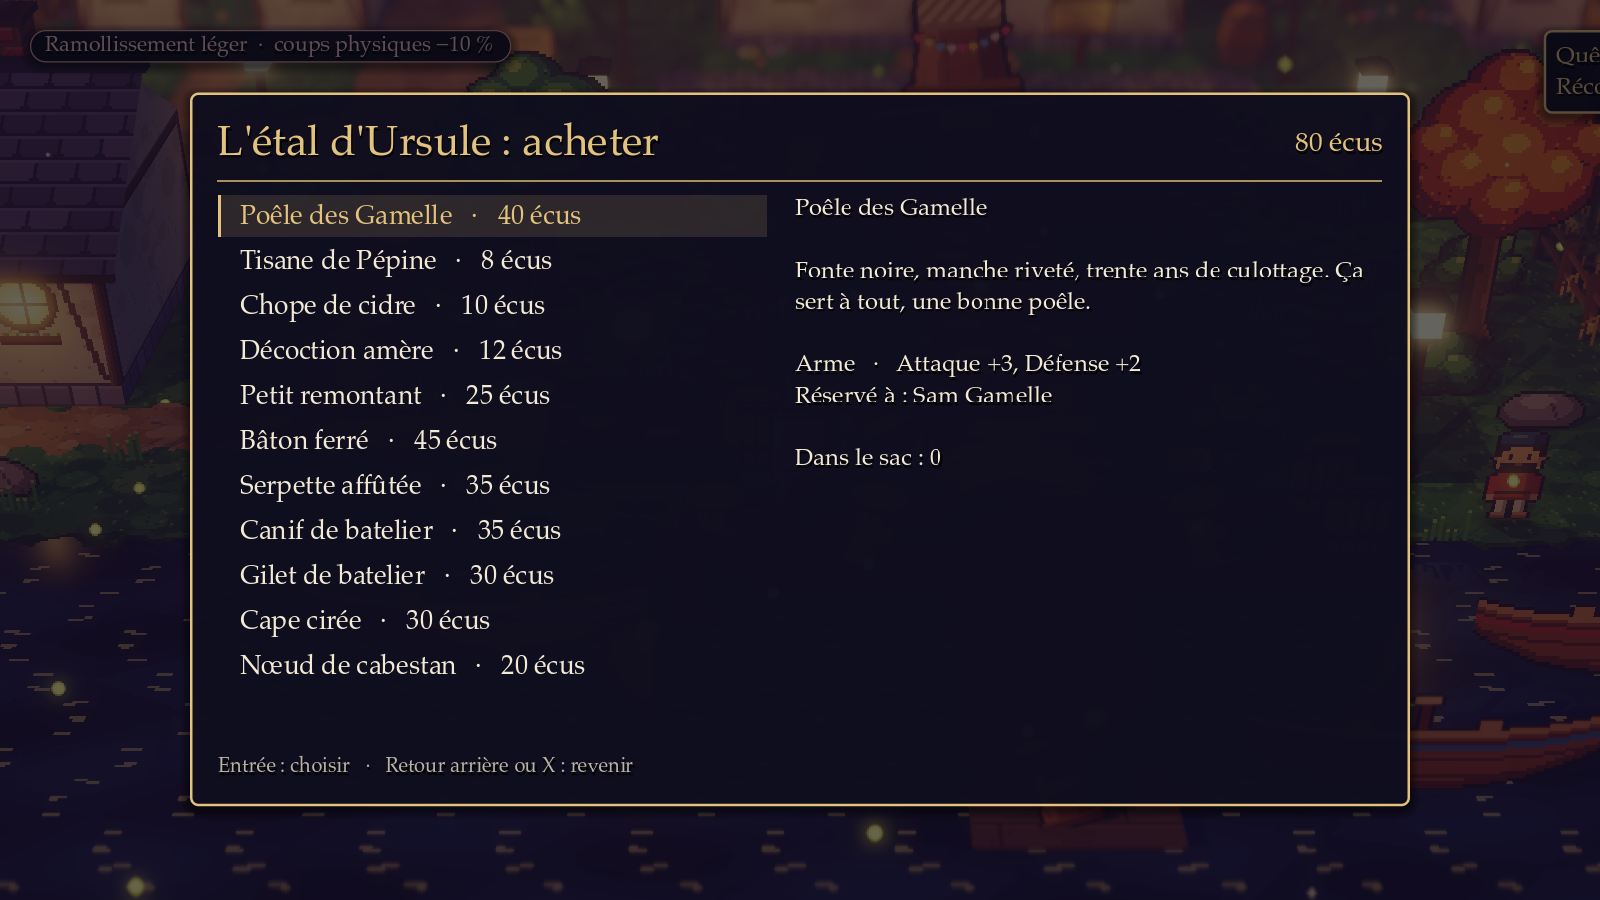 Ramollissement léger · coups physiques −10 %
Quê
Réco
L'étal d'Ursule : acheter
80 écus
Poêle des Gamelle · 40 écus
Tisane de Pépine · 8 écus
Chope de cidre · 10 écus
Décoction amère · 12 écus
Petit remontant · 25 écus
Bâton ferré · 45 écus
Serpette affûtée · 35 écus
Canif de batelier · 35 écus
Gilet de batelier · 30 écus
Cape cirée · 30 écus
Nœud de cabestan · 20 écus
Poêle des Gamelle
Fonte noire, manche riveté, trente ans de culottage. Ça
sert à tout, une bonne poêle.
Arme · Attaque +3, Défense +2
Réservé à : Sam Gamelle
Dans le sac : 0
Entrée : choisir · Retour arrière ou X : revenir